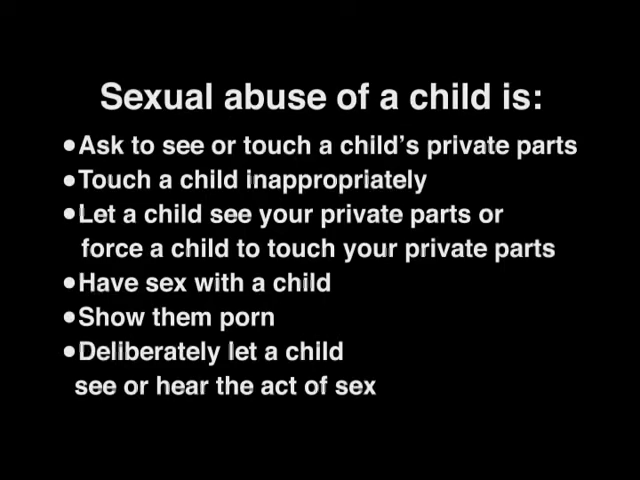 Sexual abuse of a child is:
•Ask to see or touch a child's private parts
•Touch a child inappropriately
•Let a child see your private parts or
force a child to touch your private parts
•Have sex with a child
•Show them porn
•Deliberately let a child
see or hear the act of sex